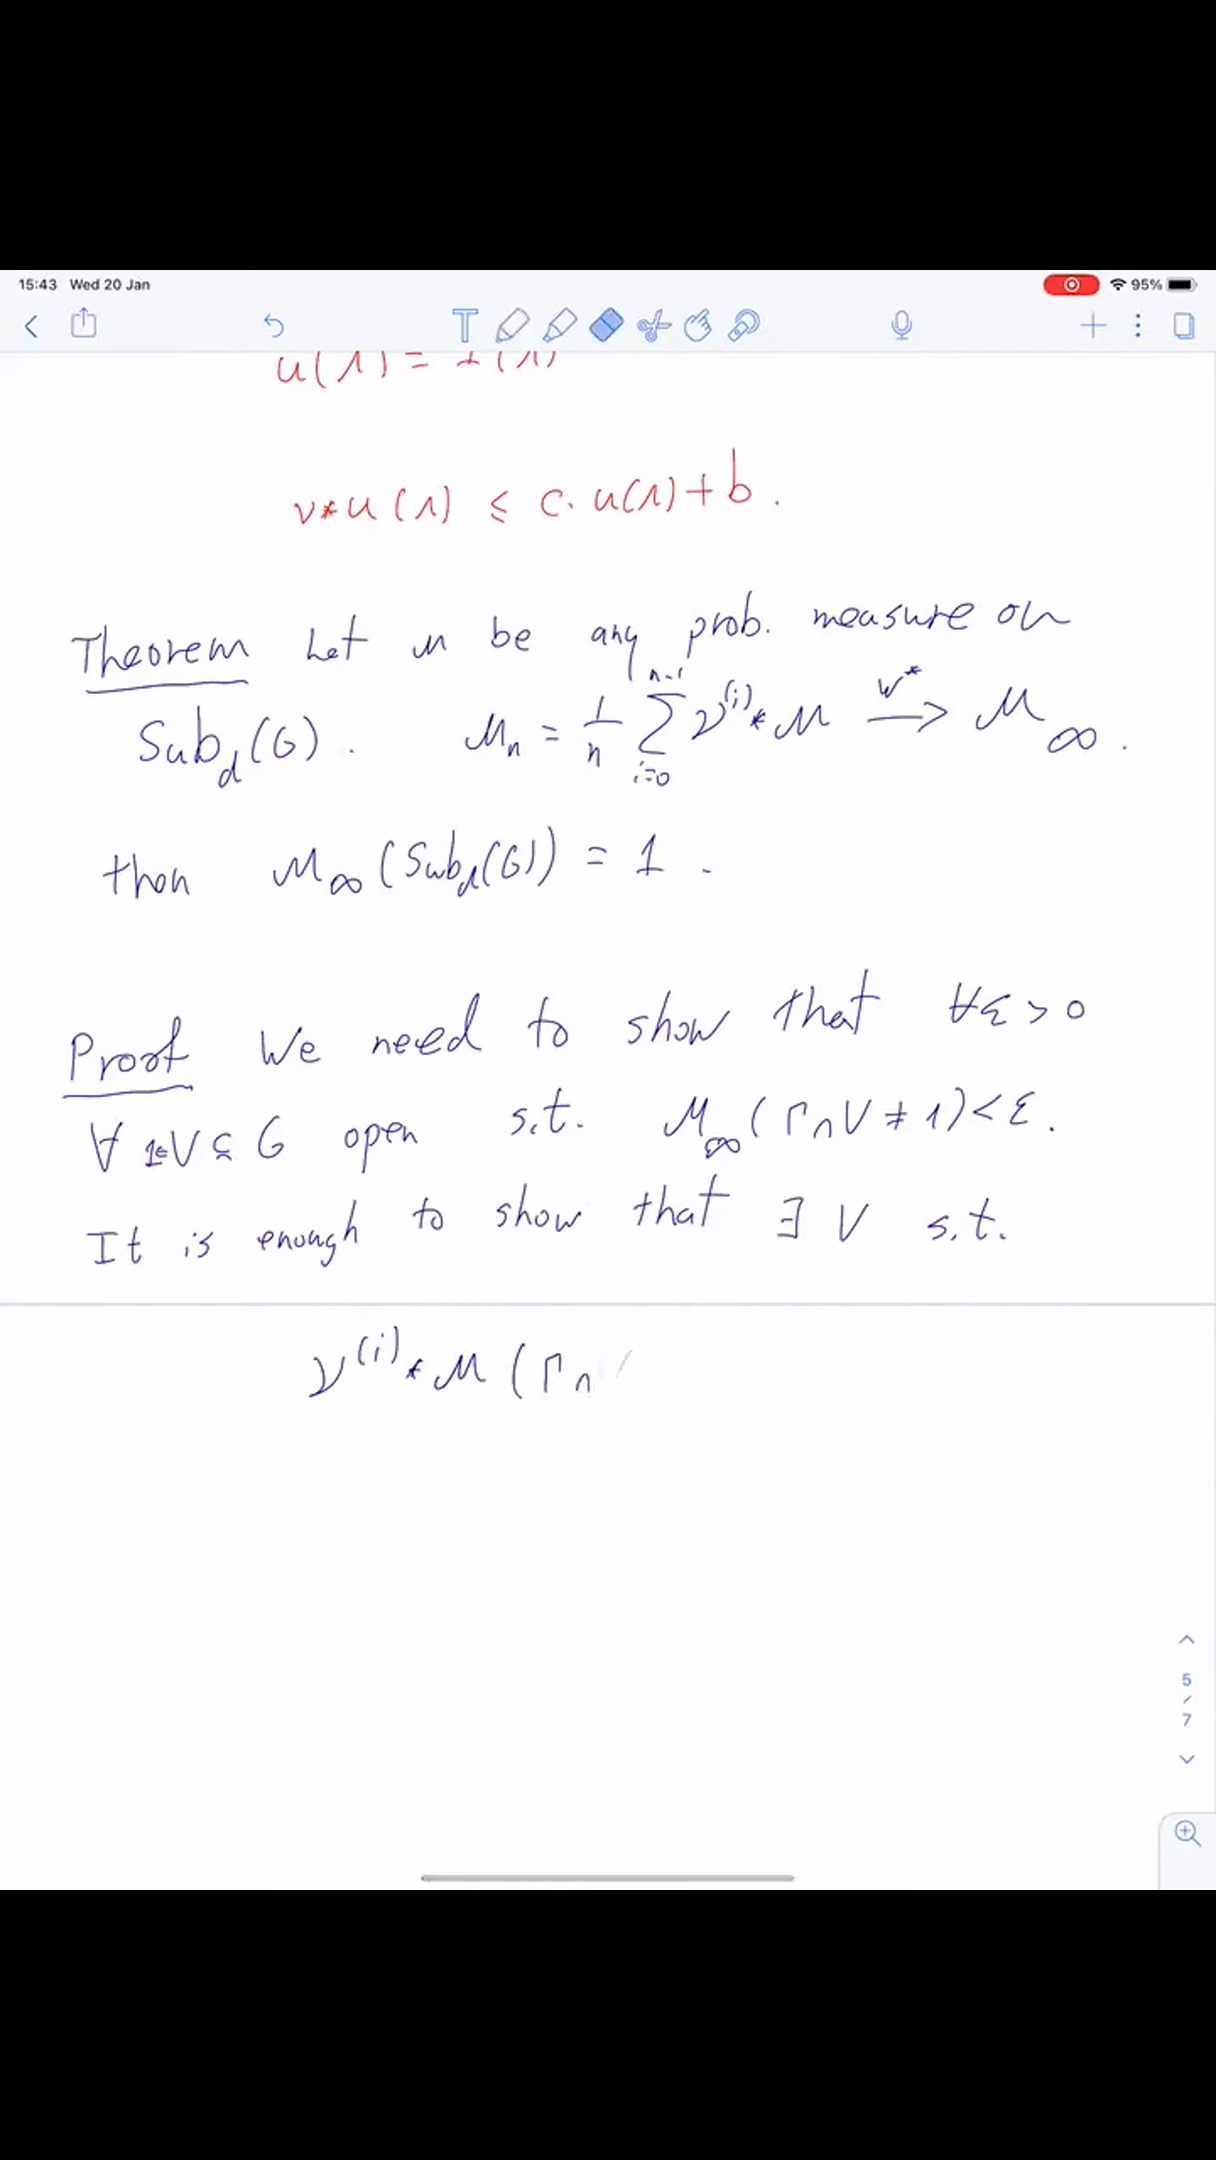 15:43 Wed 20 Jan
95%
T
ν*u(Λ) ≤ c. u(Λ) + b .
Theorem Let μ be any prob. measure on
Sub_d(G) . μ_n = 1/n ∑_{i=0}^{n-1} ν^{(i)} * μ →^{w*} μ_∞ .
then μ_∞ (Sub_d(G)) = 1 .
Proof We need to show that ∀ε > 0
∀ 1∈V ⊆ G open s.t. μ_∞ (Γ∩V ≠ 1) < ε .
It is enough to show that ∃ V s.t.
ν^{(i)} * μ (Γ∩
5
/
7